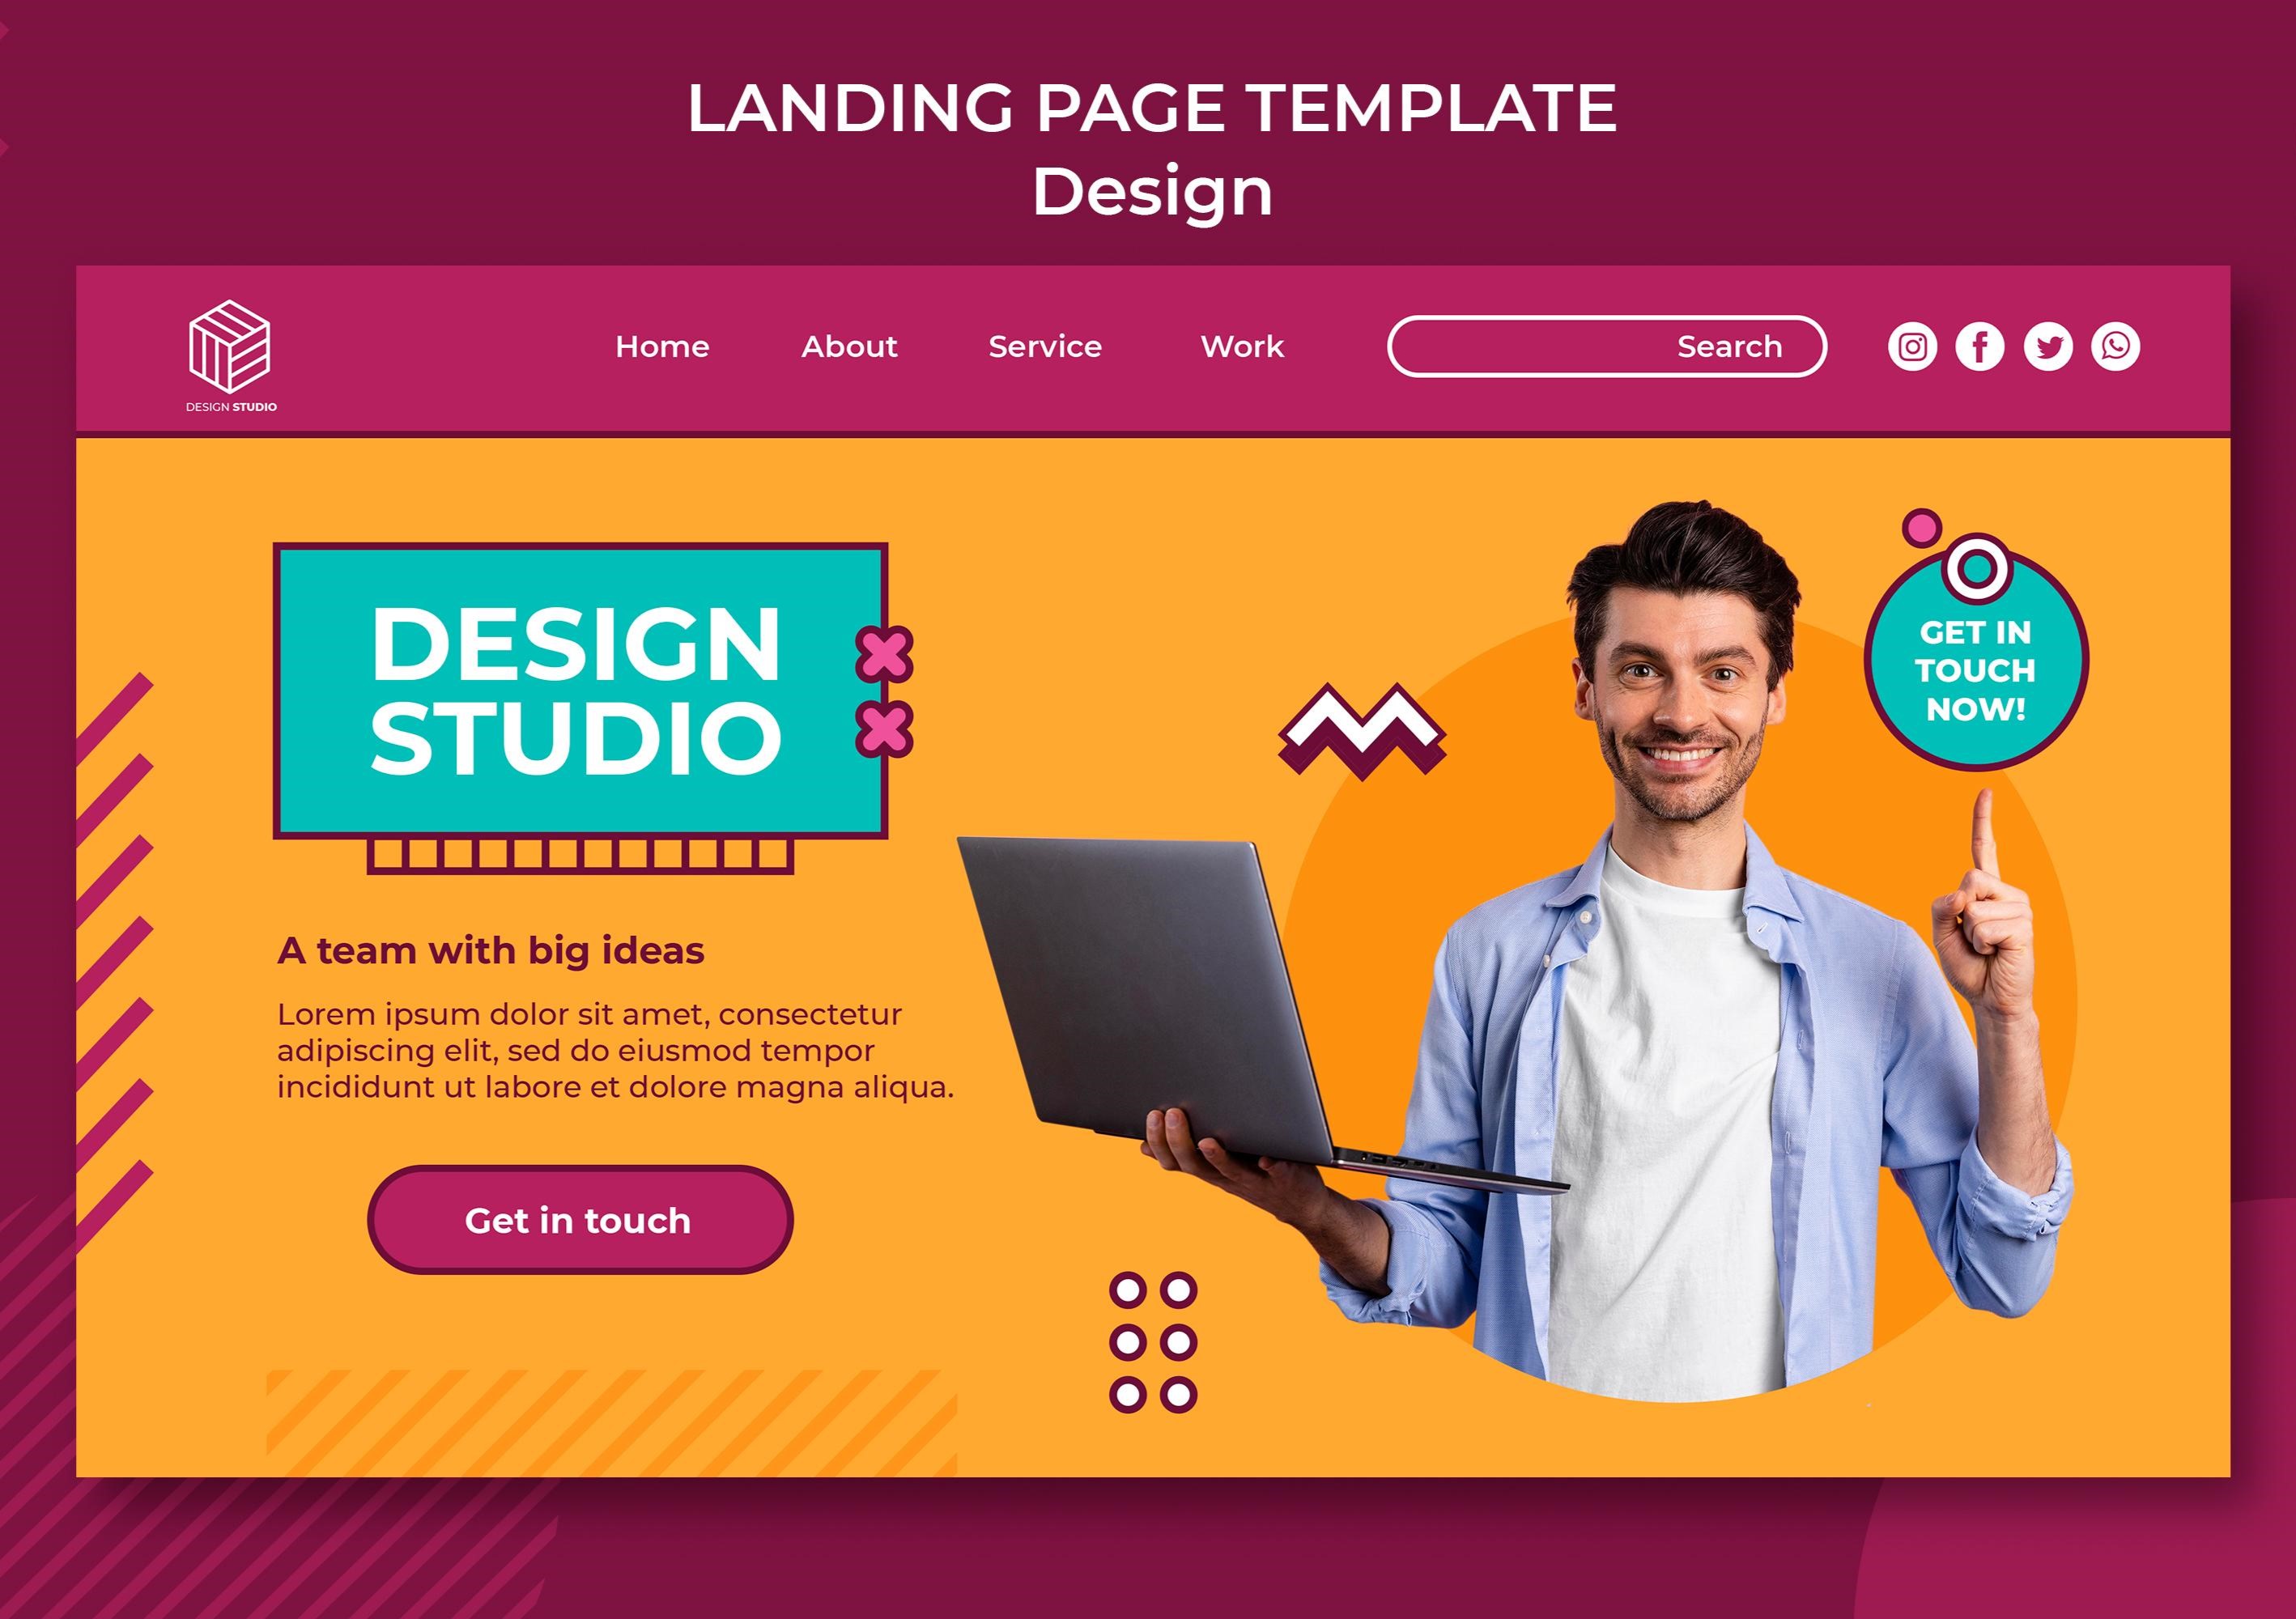 LANDING PAGE TEMPLATE
Design
DESIGN STUDIO
Home About Service Work Search
DESIGN
STUDIO
GET IN
TOUCH
NOW!
A team with big ideas
Lorem ipsum dolor sit amet, consectetur
adipiscing elit, sed do eiusmod tempor
incididunt ut labore et dolore magna aliqua.
Get in touch